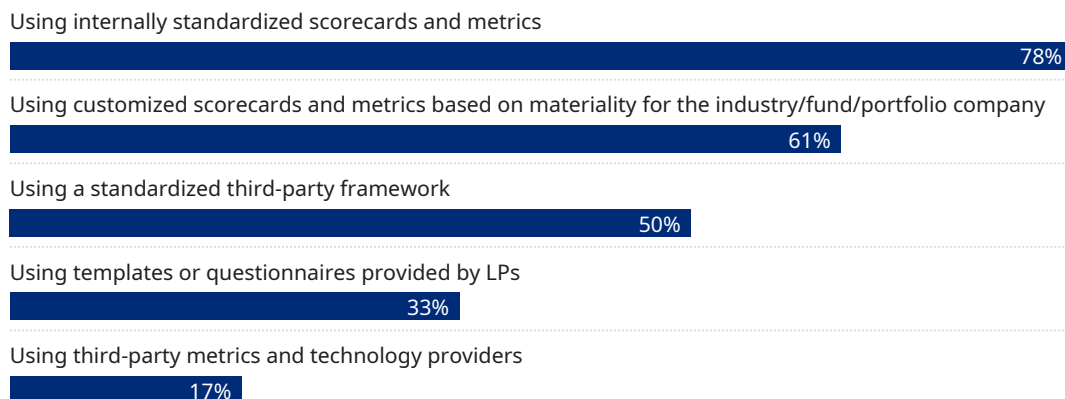 Using internally standardized scorecards and metrics
78%
Using customized scorecards and metrics based on materiality for the industry/fund/portfolio company
61%
Using a standardized third-party framework
50%
Using templates or questionnaires provided by LPs
33%
Using third-party metrics and technology providers
17%